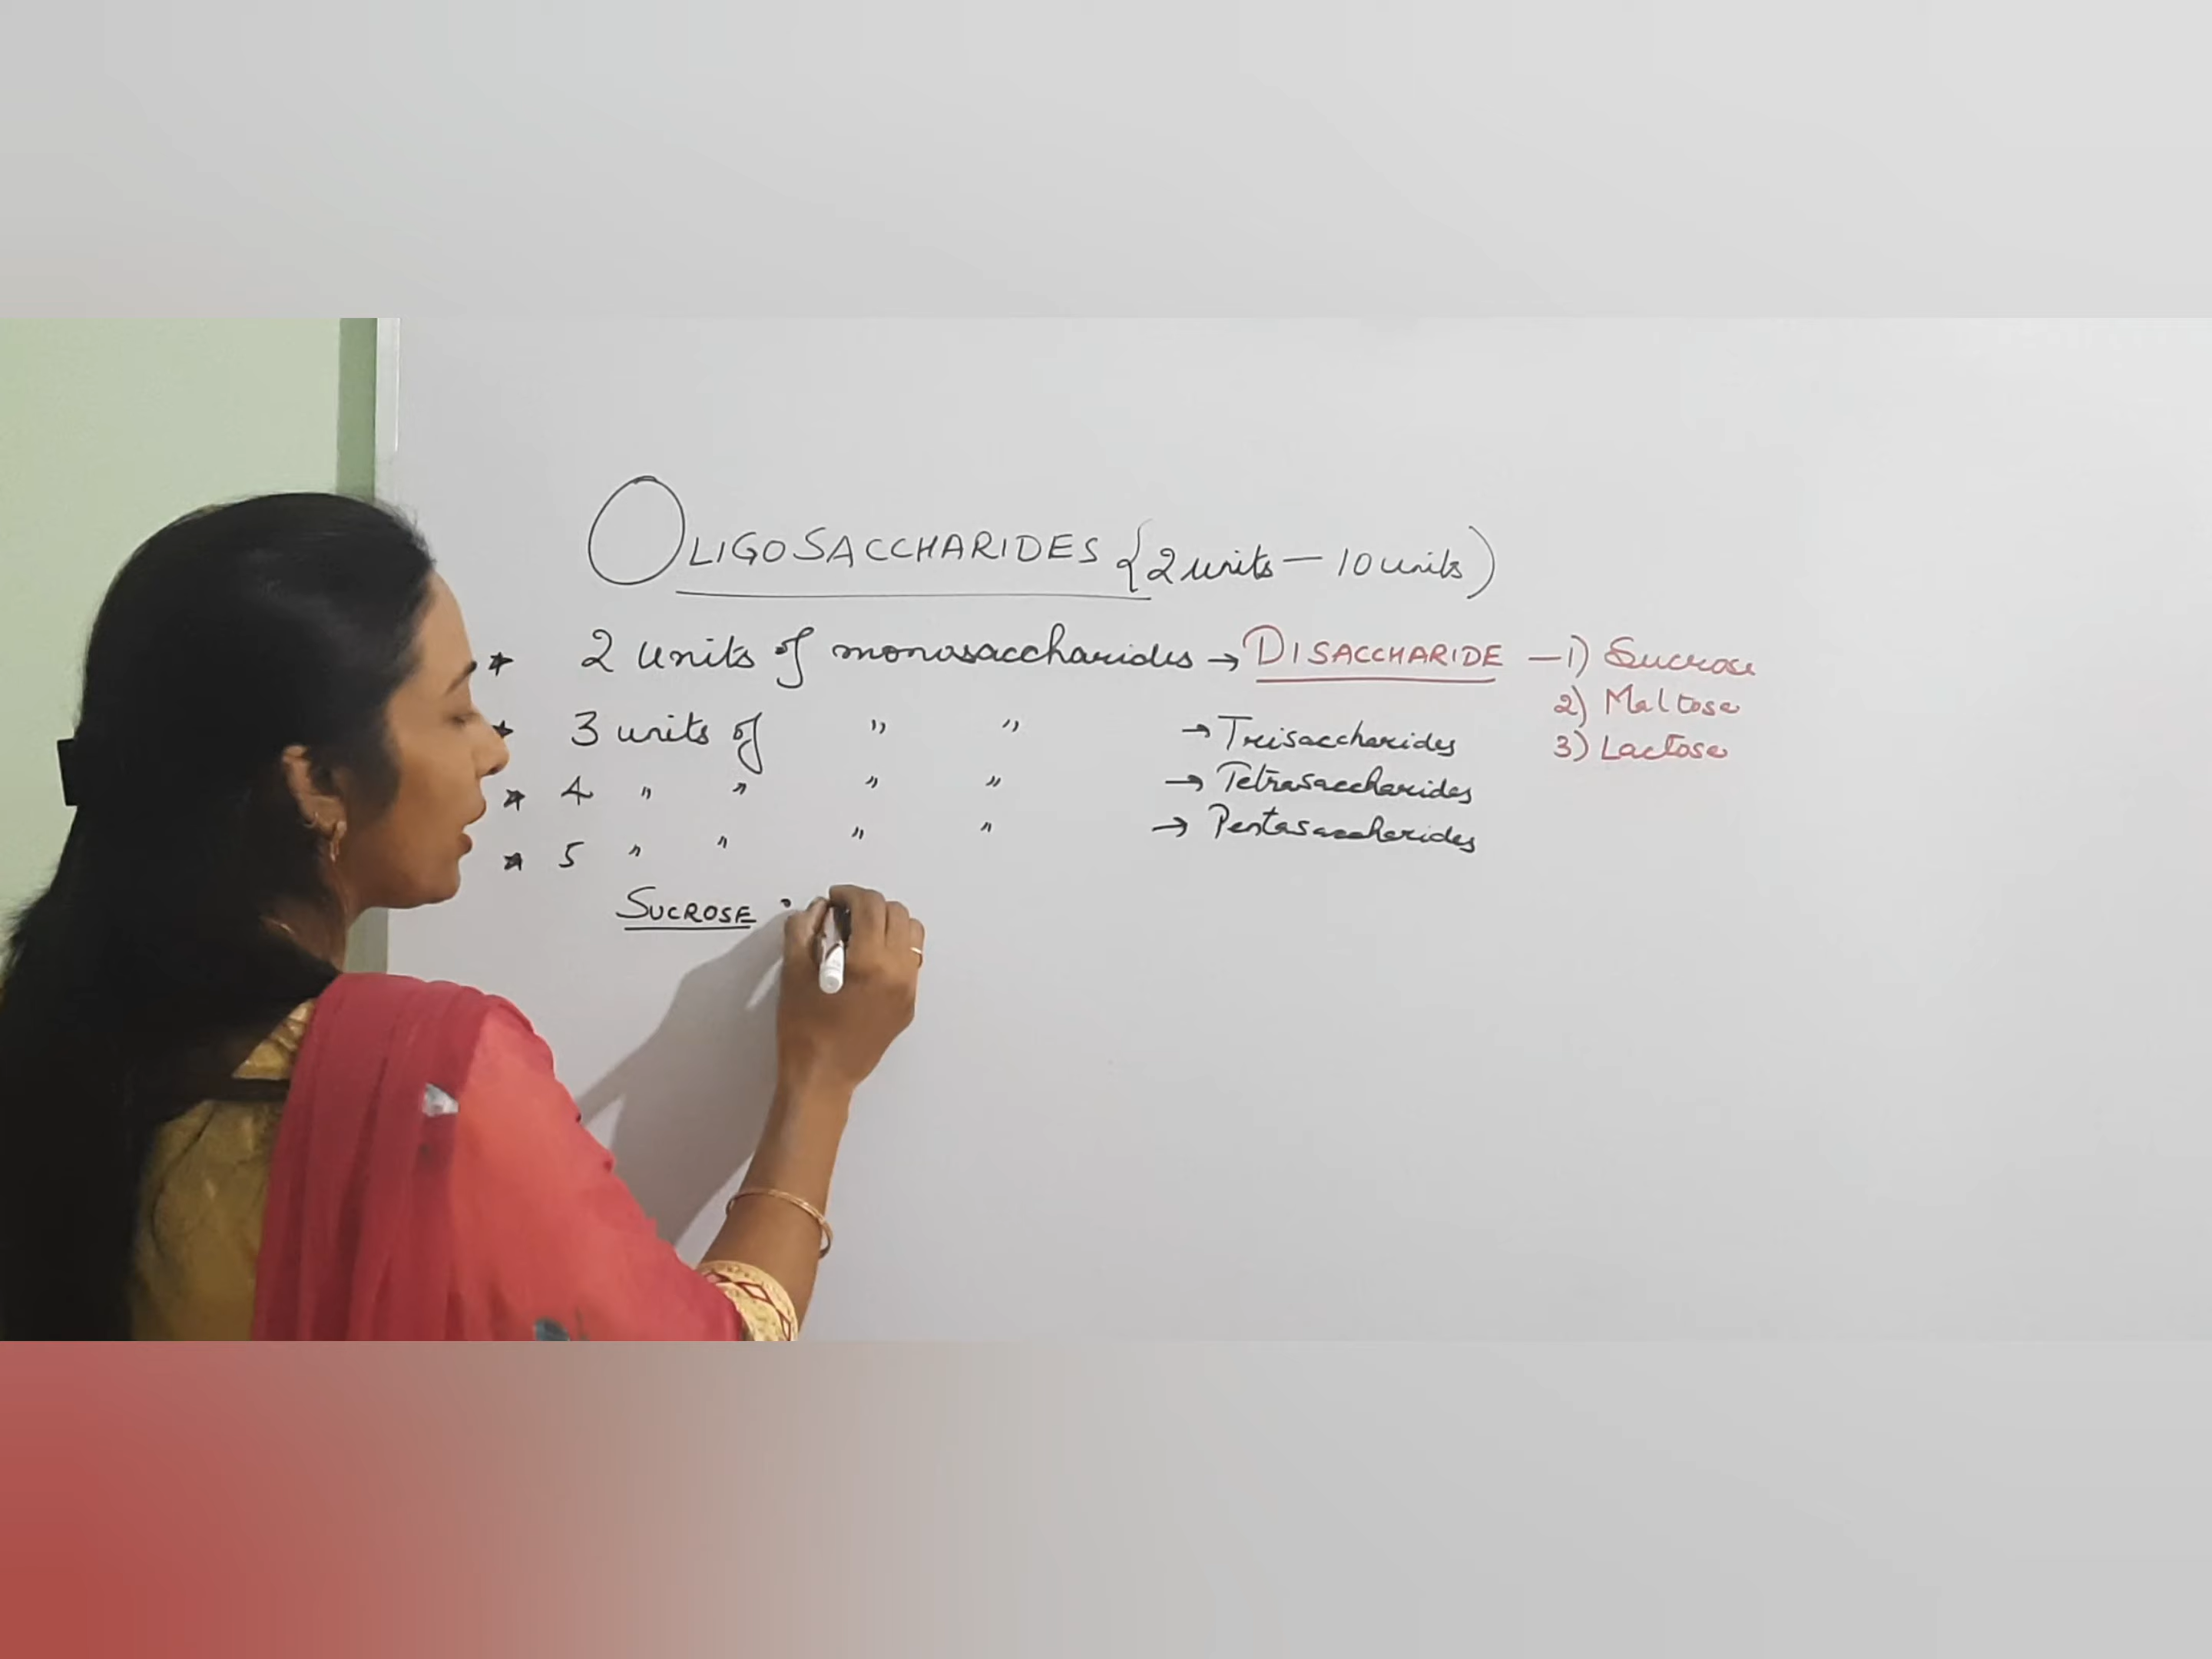 OLIGOSACCHARIDES {2 units — 10 units)
★ 2 units of monosaccharides → DISACCHARIDE — 1) Sucrose
2) Maltose
★ 3 units of " " → Trisaccharides
3) Lactose
★ 4 " " " " → Tetrasaccharides
★ 5 " " " " → Pentasaccharides
SUCROSE :